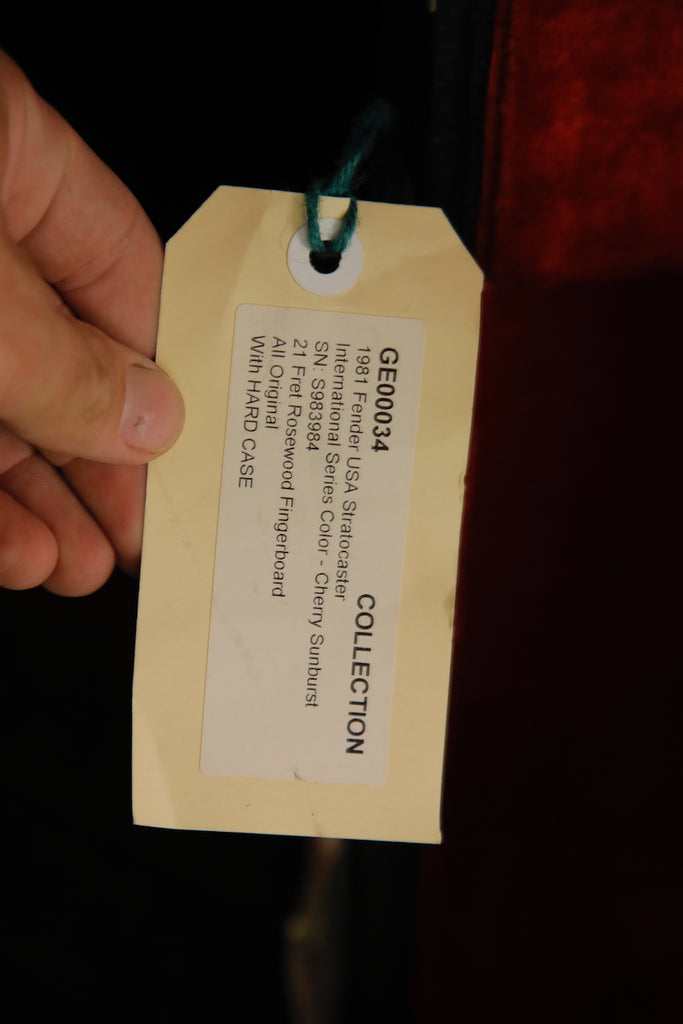 GE00034 COLLECTION
1981 Fender USA Stratocaster
International Series Color - Cherry Sunburst
SN: S983984
21 Fret Rosewood Fingerboard
All Original
With HARD CASE